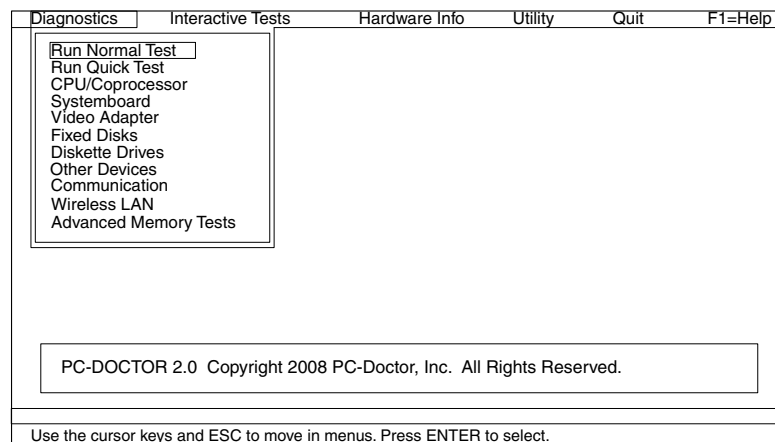 Diagnostics Interactive Tests Hardware Info Utility Quit F1=Help
Run Normal Test
Run Quick Test
CPU/Coprocessor
Systemboard
Video Adapter
Fixed Disks
Diskette Drives
Other Devices
Communication
Wireless LAN
Advanced Memory Tests
PC-DOCTOR 2.0 Copyright 2008 PC-Doctor, Inc. All Rights Reserved.
Use the cursor keys and ESC to move in menus. Press ENTER to select.